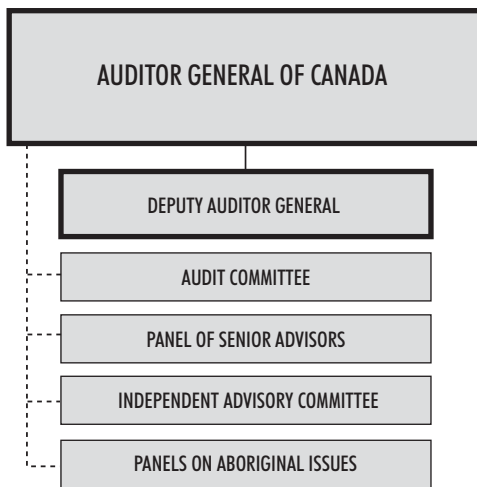 AUDITOR GENERAL OF CANADA
DEPUTY AUDITOR GENERAL
AUDIT COMMITTEE
PANEL OF SENIOR ADVISORS
INDEPENDENT ADVISORY COMMITTEE
PANELS ON ABORIGINAL ISSUES